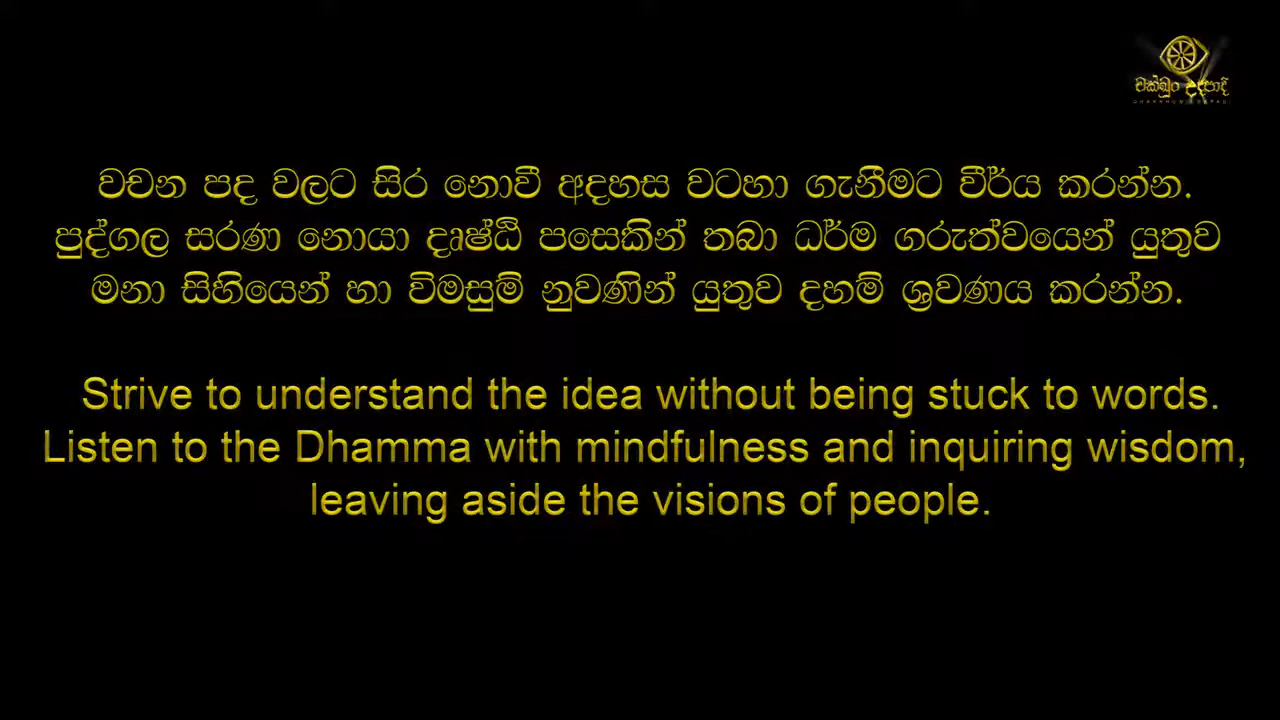 චක්ඛුං උදපාදි
වචන පද වලට සිර නොවී අදහස වටහා ගැනීමට වීර්ය කරන්න.
පුද්ගල සරණ නොයා දෘෂ්ඨි පසෙකින් තබා ධර්ම ගරුත්වයෙන් යුතුව
මනා සිහියෙන් හා විමසුම් නුවණින් යුතුව දහම් ශ්‍රවණය කරන්න.
Strive to understand the idea without being stuck to words.
Listen to the Dhamma with mindfulness and inquiring wisdom,
leaving aside the visions of people.